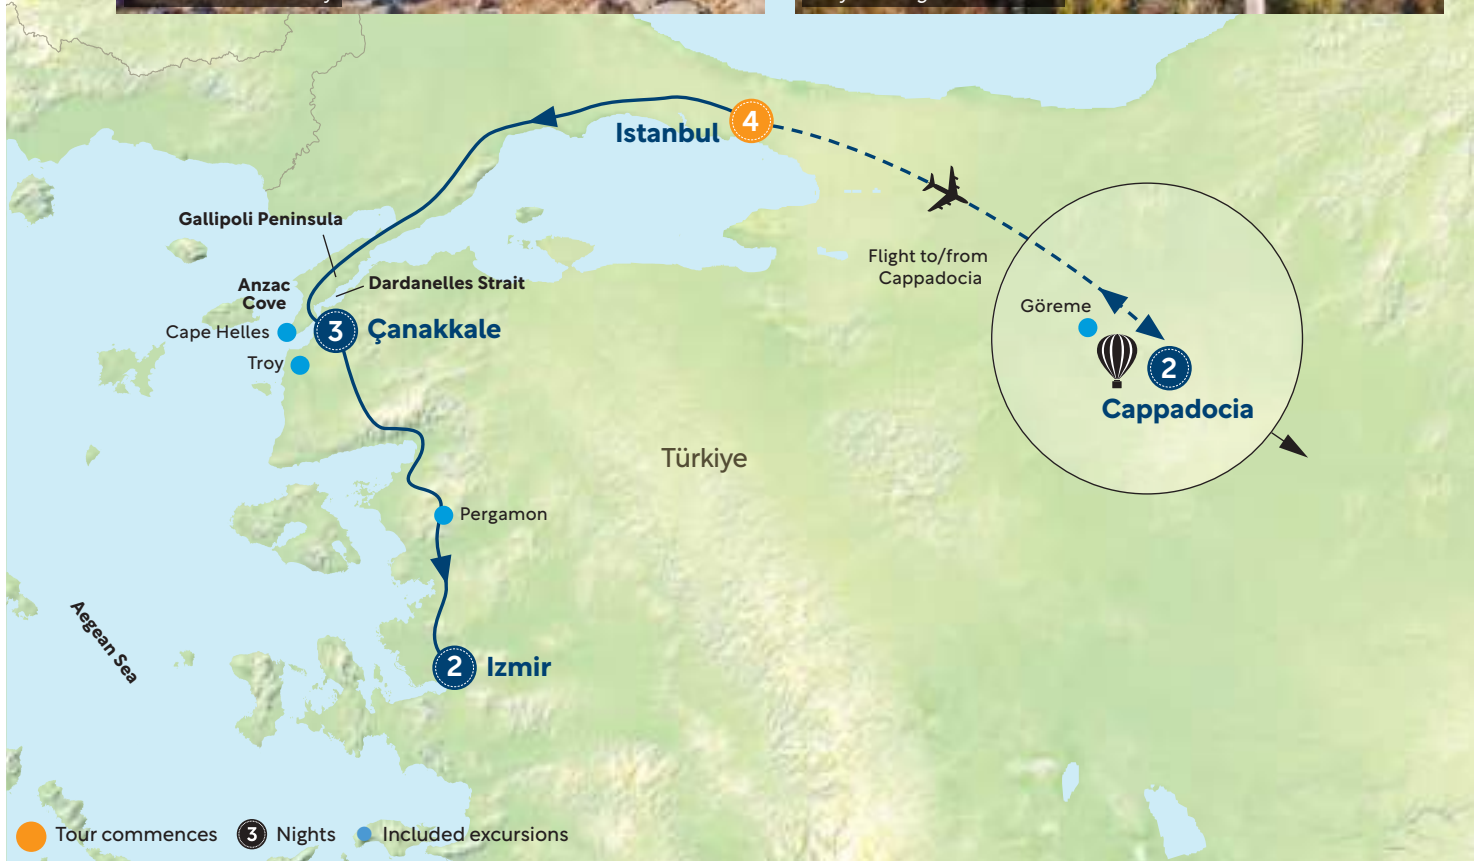 4
Istanbul
Gallipoli Peninsula
Flight to/from
Cappadocia
Anzac
Cove
Dardanelles Strait
Göreme
Cape Helles
3
Çanakkale
Troy
2
Cappadocia
Türkiye
Pergamon
Aegean Sea
2
Izmir
Tour commences
3
Nights
Included excursions